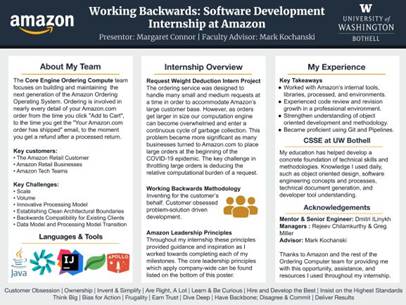 amazon
Working Backwards: Software Development
Internship at Amazon
Presenter: Margaret Connor | Faculty Advisor: Mark Kochanski
W
UNIVERSITY of
WASHINGTON
BOTHELL
About My Team
The Core Engine Ordering Compute team
focuses on building and maintaining the
next generation of the Amazon Ordering
Operating System. Ordering is involved in
nearly every detail of your Amazon.com
order from the time you click "Add to Cart",
to the time you get the "Your Amazon.com
order has shipped" email, to the moment
you get a refund after a processed return.
Key customers:
• The Amazon Retail Customer
• Amazon Retail Businesses
• Amazon Tech Teams
Key Challenges:
• Scale
• Volume
• Innovative Processing Model
• Establishing Clean Architecture Boundaries
• Backwards Compatibility for Existing Clients
• Data Model and Processing Model Transition
Languages & Tools
Java
IJ
APOLLO
Internship Overview
Request Weight Deduction Intern Project
The ordering service was designed to
handle many small and medium requests at
a time in order to accommodate Amazon's
large customer base. However, as orders
get larger in size our computation engine
can become overwhelmed and enter a
continuous cycle of garbage collection. This
problem became more significant as many
businesses turned to Amazon.com to place
large orders at the beginning of the
COVID-19 epidemic. The key challenge in
throttling large orders is deducing the
relative computational burden of a request.
Working Backwards Methodology
Inventing for the customer's
behalf. Customer obsessed
problem-solution driven
development.
Amazon Leadership Principles
Throughout my internship these principles
provided guidance and inspiration as I
worked towards completing each of my
milestones. The core leadership principles
which apply company-wide can be found
listed on the bottom of this poster.
My Experience
Key Takeaways
• Worked with Amazon's internal tools,
libraries, processes, and environments.
• Experienced code review and revision
growth in a professional environment.
• Strengthen understanding of object
oriented development and methodology.
• Became proficient using Git and Pipelines.
CSSE at UW Bothell
My education has helped develop a
concrete foundation of technical skills and
methodologies. Knowledge I used daily,
such as object oriented design, software
engineering concepts and processes,
technical document generation, and
developer tool understanding.
Acknowledgements
Mentor & Senior Engineer: Dmitri ILinykh
Managers : Rejeev Chilamkurthy & Greg
Miller
Advisor: Mark Kochanski
Thanks to Amazon and the rest of the
Ordering Computer team for providing me
with this opportunity, assistance, and
resources I used throughout my internship.
Customer Obsession | Ownership | Invent & Simplify | Are Right, A Lot | Learn & Be Curious | Hire and Develop the Best | Insist on the Highest Standards
Think Big | Bias for Action | Frugality | Earn Trust | Dive Deep | Have Backbone; Disagree & Commit | Deliver Results